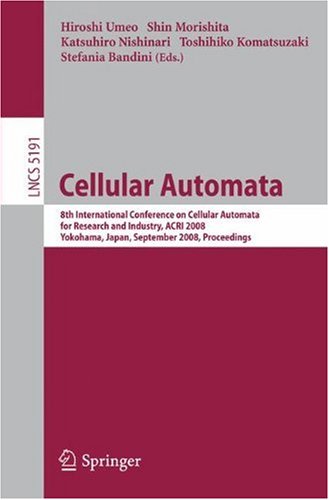 Hiroshi Umeo Shin Morishita
Katsuhiro Nishinari Toshihiko Komatsuzaki
Stefania Bandini (Eds.)
LNCS 5191
Cellular Automata
8th International Conference on Cellular Automata
for Research and Industry, ACRI 2008
Yokohama, Japan, September 2008, Proceedings
Springer